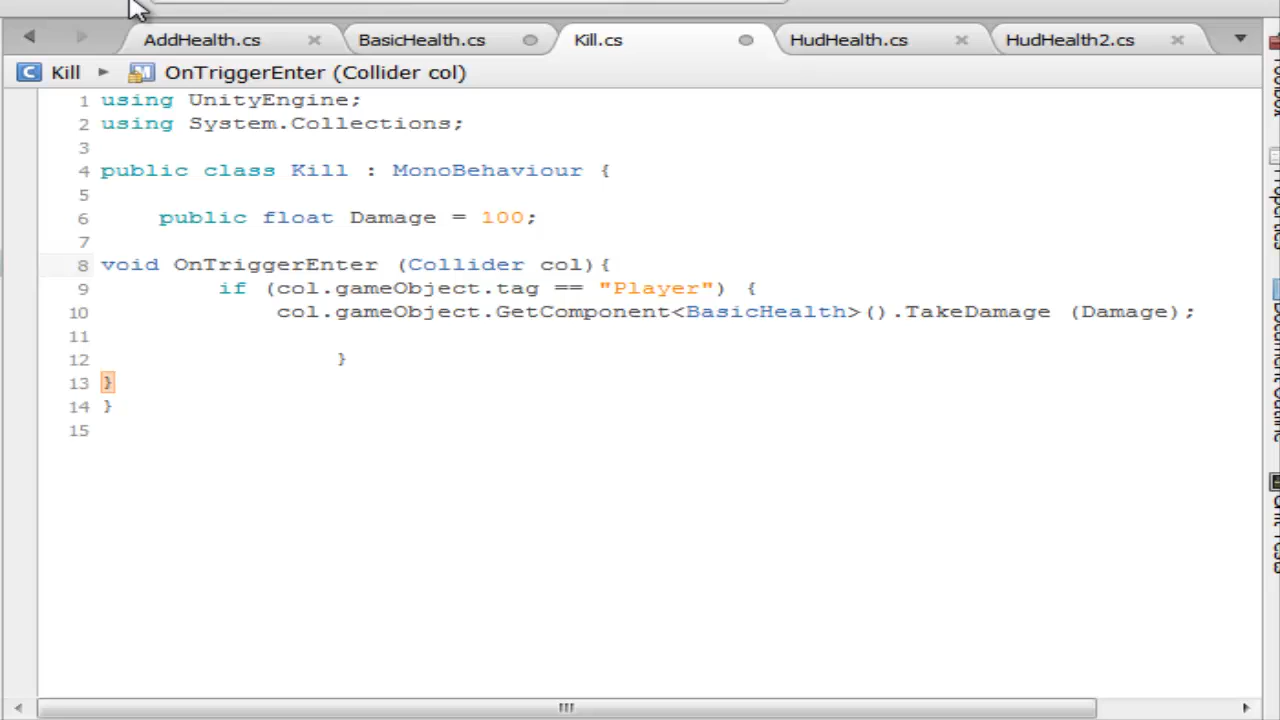 AddHealth.cs BasicHealth.cs Kill.cs HudHealth.cs HudHealth2.cs
Kill OnTriggerEnter (Collider col)
1 using UnityEngine;
2 using System.Collections;
3
4 public class Kill : MonoBehaviour {
5
6 public float Damage = 100;
7
8 void OnTriggerEnter (Collider col){
9 if (col.gameObject.tag == "Player") {
10 col.gameObject.GetComponent<BasicHealth>().TakeDamage (Damage);
11
12 }
13 }
14 }
15